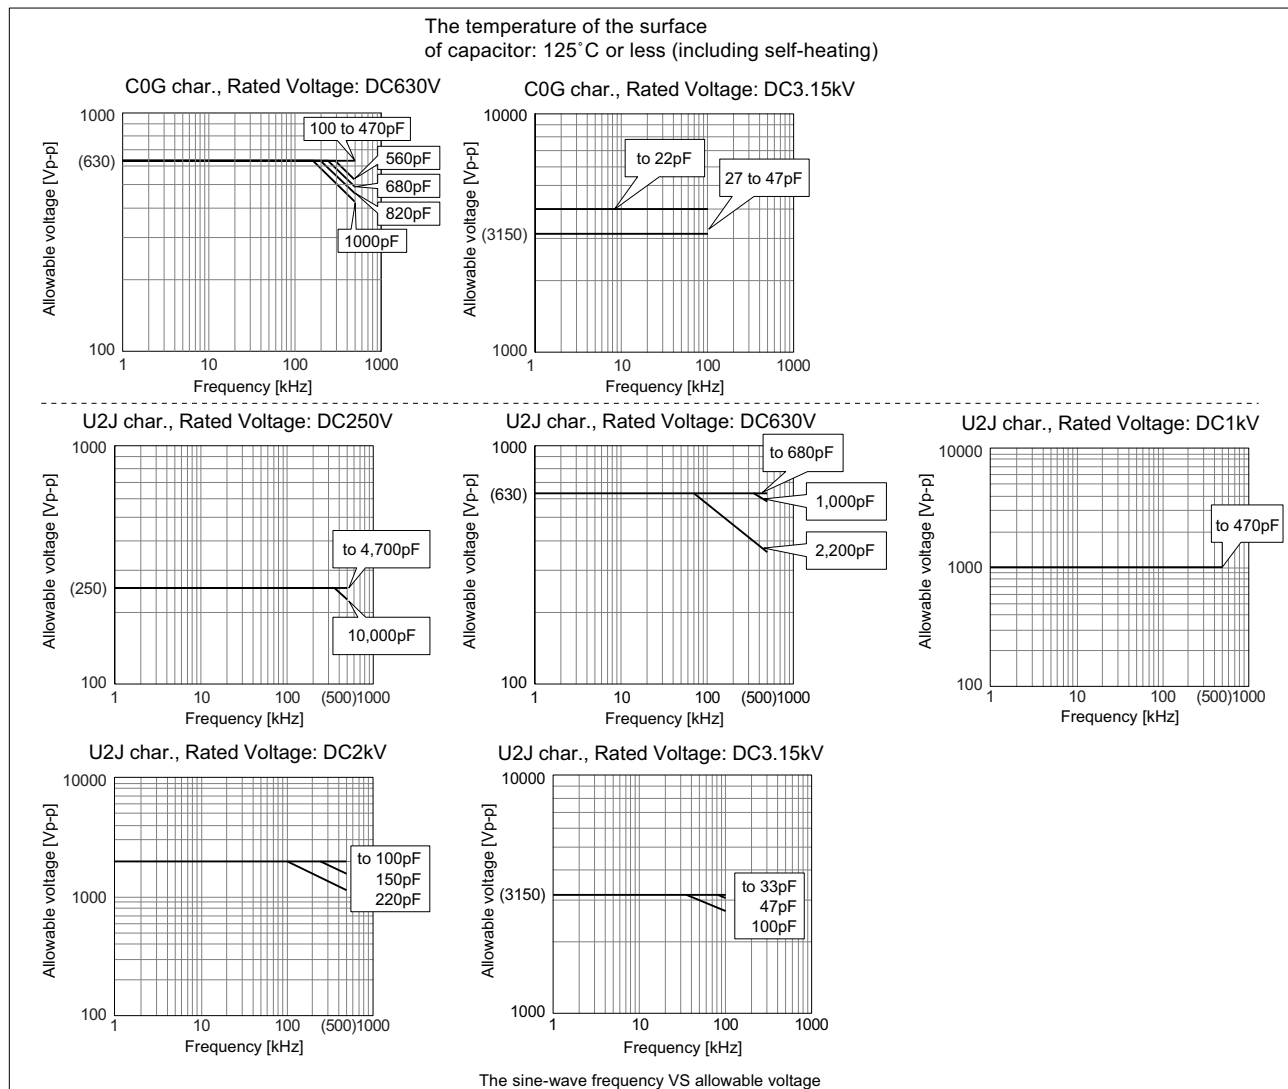 The temperature of the surface
of capacitor: 125˚C or less (including self-heating)
C0G char., Rated Voltage: DC630V
Allowable voltage [Vp-p]
1000
(630)
100
100 to 470pF
560pF
680pF
820pF
1000pF
1 10 100 1000
Frequency [kHz]
C0G char., Rated Voltage: DC3.15kV
Allowable voltage [Vp-p]
10000
(3150)
1000
to 22pF
27 to 47pF
1 10 100 1000
Frequency [kHz]
U2J char., Rated Voltage: DC250V
Allowable voltage [Vp-p]
1000
(250)
100
to 4,700pF
10,000pF
1 10 100 (500)1000
Frequency [kHz]
U2J char., Rated Voltage: DC630V
Allowable voltage [Vp-p]
1000
(630)
100
to 680pF
1,000pF
2,200pF
1 10 100 (500)1000
Frequency [kHz]
U2J char., Rated Voltage: DC1kV
Allowable voltage [Vp-p]
10000
1000
100
to 470pF
1 10 100 (500)1000
Frequency [kHz]
U2J char., Rated Voltage: DC2kV
Allowable voltage [Vp-p]
10000
1000
100
to 100pF
150pF
220pF
1 10 100 (500)1000
Frequency [kHz]
U2J char., Rated Voltage: DC3.15kV
Allowable voltage [Vp-p]
10000
(3150)
1000
to 33pF
47pF
100pF
1 10 100 1000
Frequency [kHz]
The sine-wave frequency VS allowable voltage